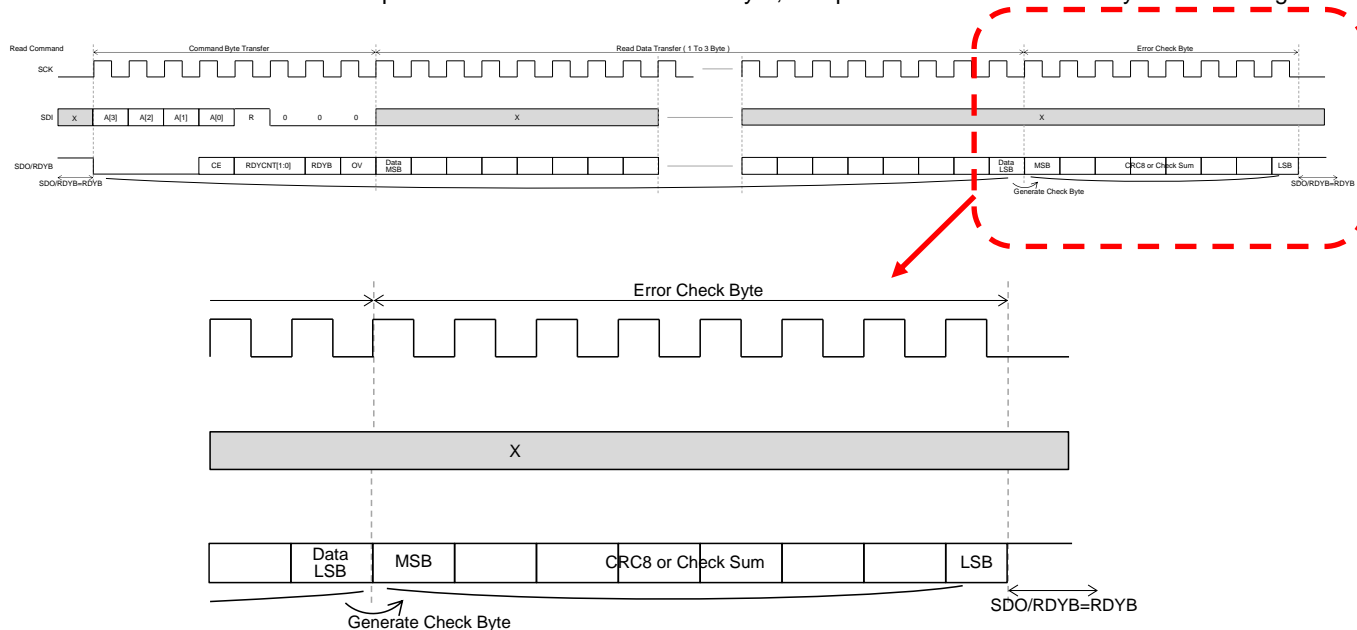 Read Command Command Byte Transfer Read Data Transfer ( 1 To 3 Byte ) Error Check Byte
SCK
SDI X A[3] A[2] A[1] A[0] R 0 0 0 X X
SDO/RDYB CE RDYCNT[1:0] RDYB OV Data MSB Data LSB MSB CRC8 or Check Sum LSB
SDO/RDYB=RDYB SDO/RDYB=RDYB
Generate Check Byte
Error Check Byte
X
Data LSB MSB CRC8 or Check Sum LSB
SDO/RDYB=RDYB
Generate Check Byte